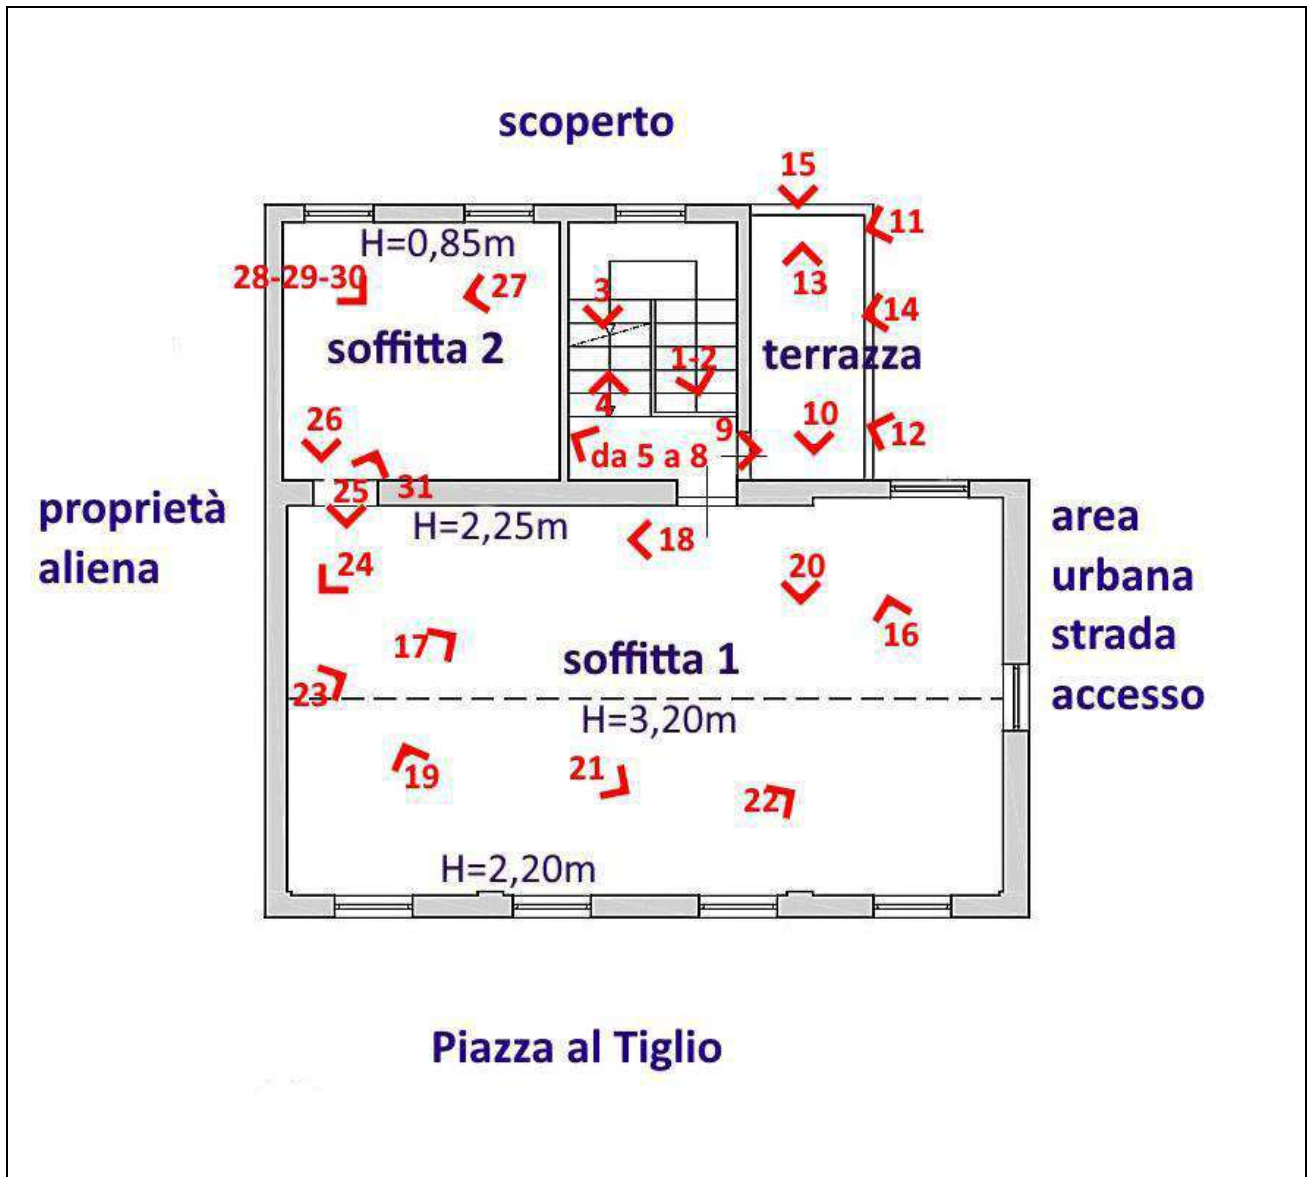 scoperto
15
11
H=0,85m
28-29-30
27
3
13
14
soffitta 2
1-2
terrazza
4
26
10
9
12
da 5 a 8
31
25
proprietà
aliena
H=2,25m
18
area
urbana
strada
accesso
24
20
17
16
soffitta 1
23
H=3,20m
19
21
22
H=2,20m
Piazza al Tiglio